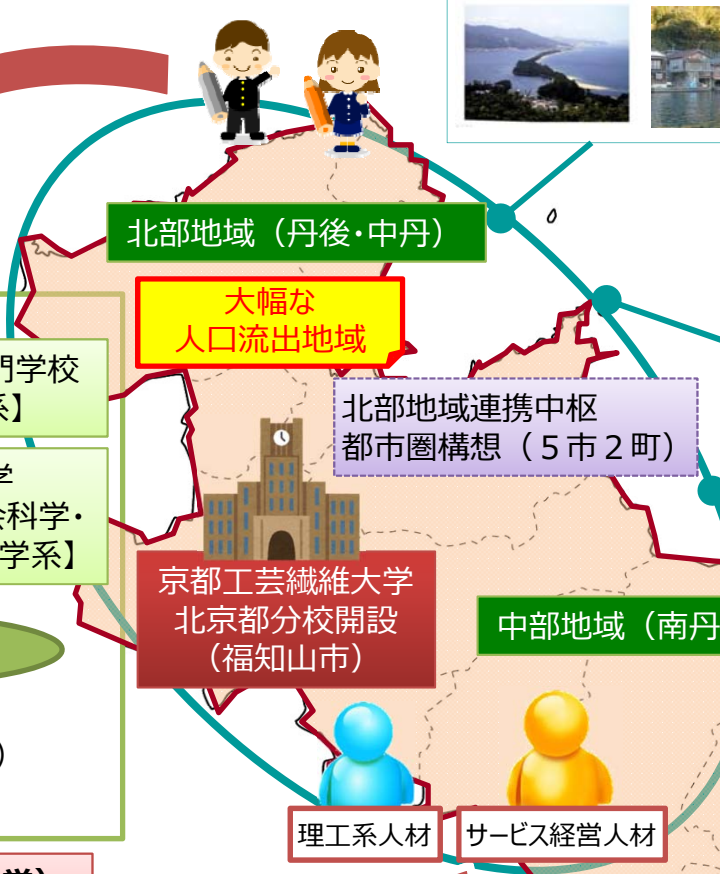 北部地域（丹後・中丹）
大幅な
人口流出地域
門学校
系】
北部地域連携中枢
都市圏構想（５市２町）
学
会科学・
学系】
京都工芸繊維大学
北京都分校開設
（福知山市）
中部地域（南丹
）
理工系人材
サービス経営人材